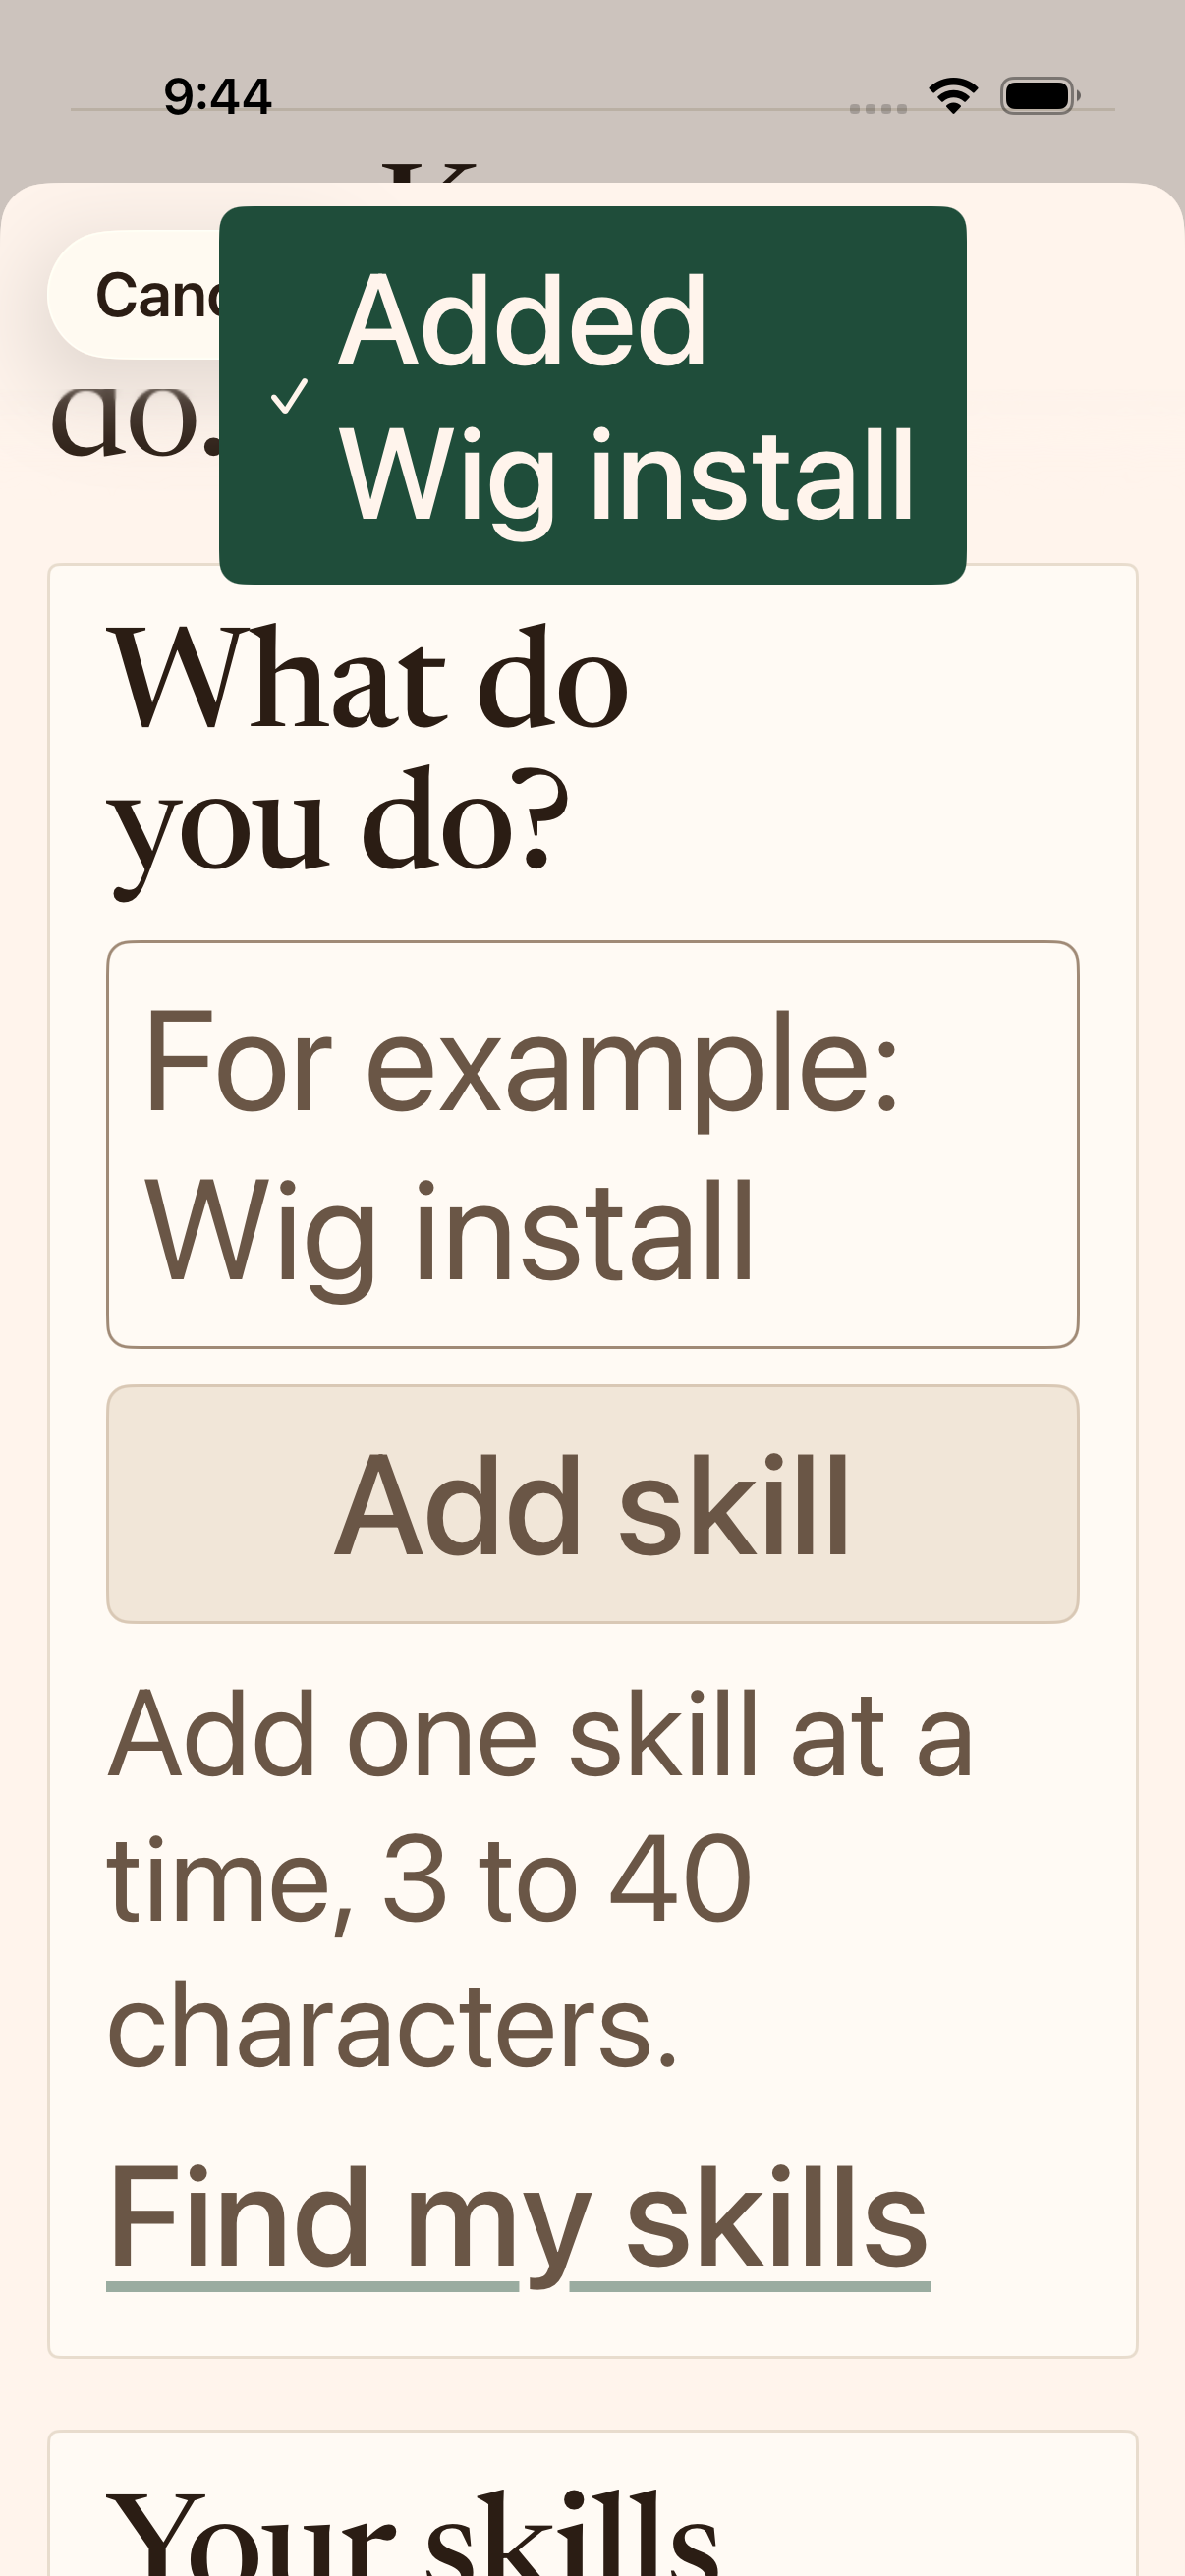 9:44
Added
Wig install
do.
What do
you do?
For example:
Wig install
Add skill
Add one skill at a
time, 3 to 40
characters.
Find my skills
Your skills